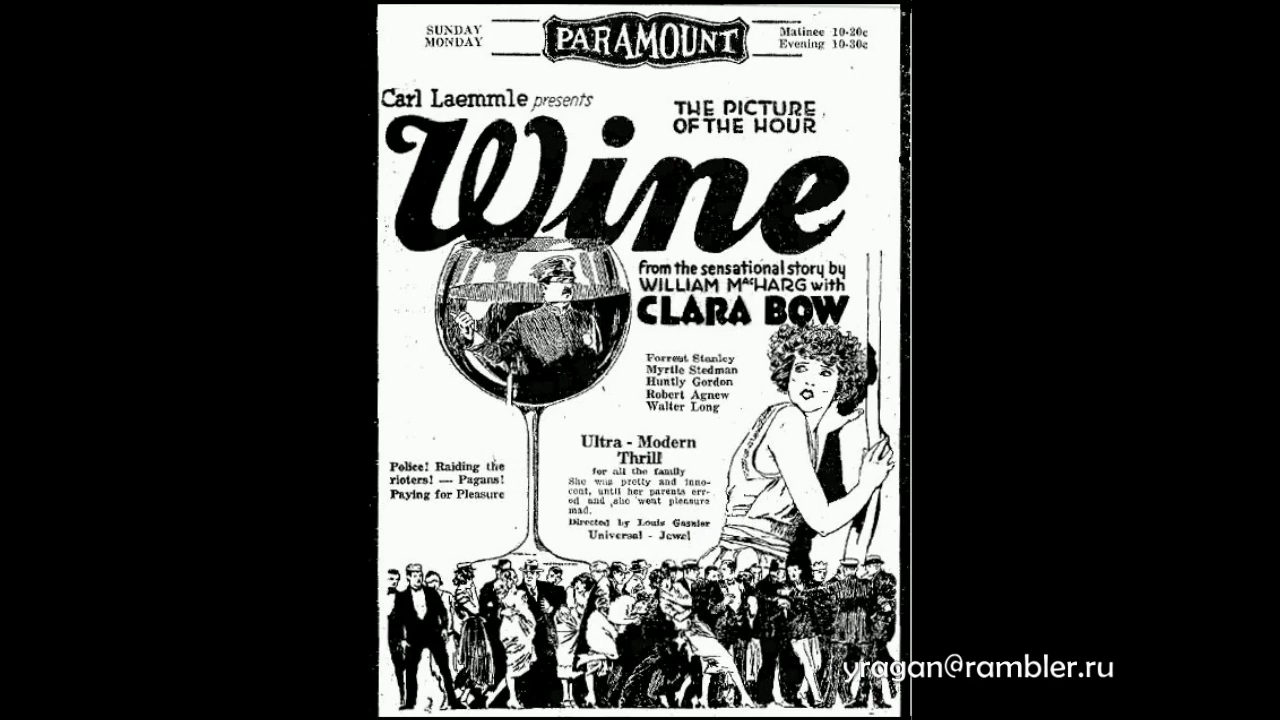 SUNDAY
MONDAY
PARAMOUNT
Matinee 10-20c
Evening 10-30c
Carl Laemmle presents
THE PICTURE
OF THE HOUR
Wine
from the sensational story by
WILLIAM MacHARG with
CLARA BOW
Forrest Stanley
Myrtle Stedman
Huntly Gordon
Robert Agnew
Walter Long
Ultra - Modern
Thrill
for all the family
She was pretty and inno-
cent, until her parents err-
ed and she went pleasure
mad.
Directed by Louis Gasnier
Universal - Jewel
Police! Raiding the
rioters! — Pagans!
Paying for Pleasure
yragan@rambler.ru